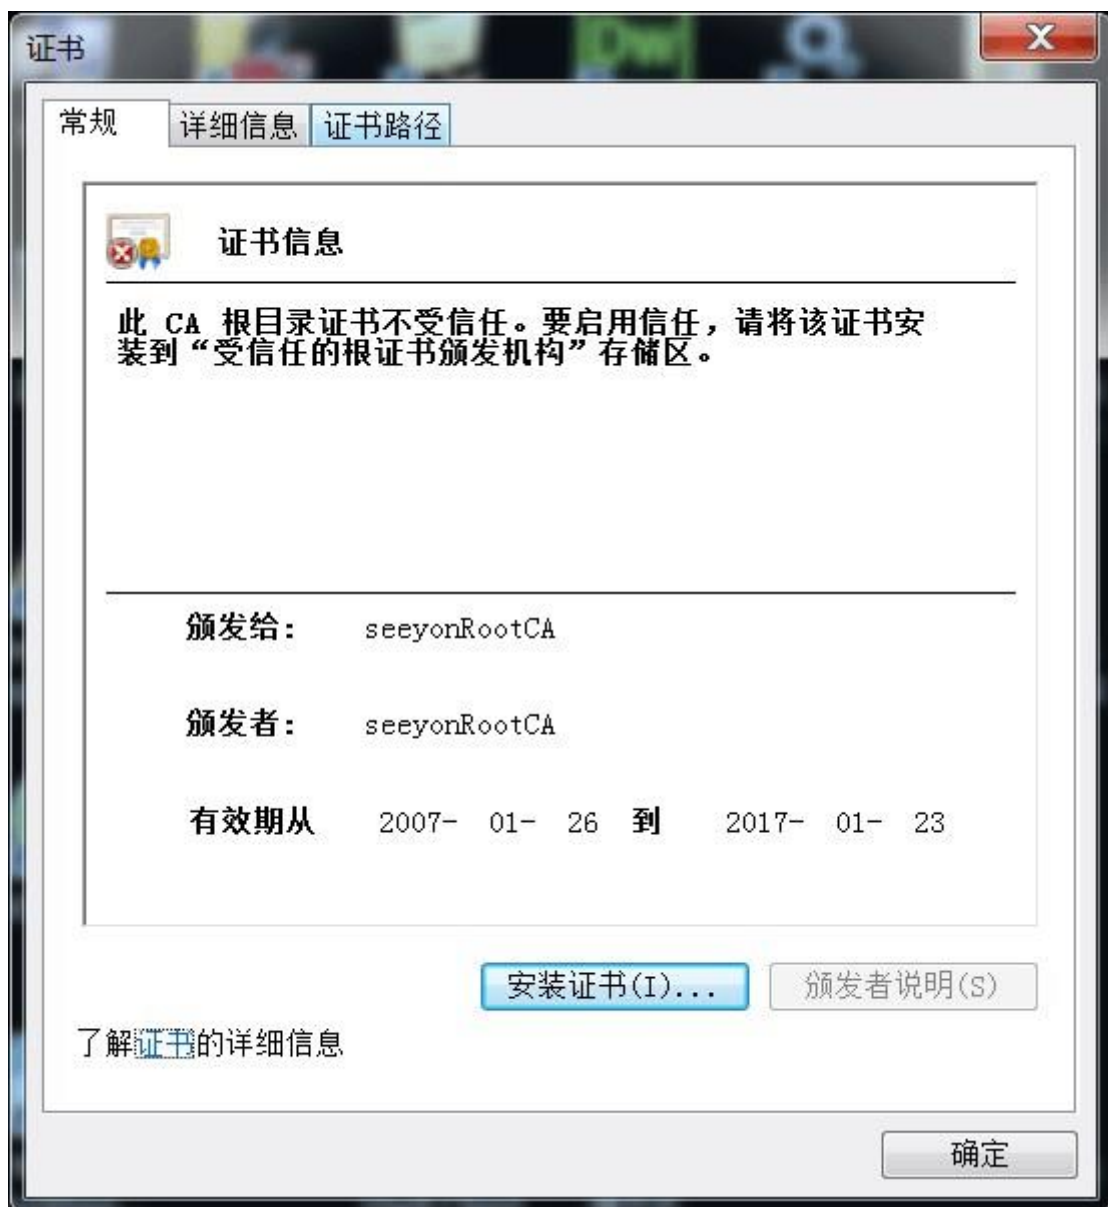 证书
常规 详细信息 证书路径
证书信息
此 CA 根目录证书不受信任。要启用信任，请将该证书安
装到“受信任的根证书颁发机构”存储区。
颁发给： seeyonRootCA
颁发者： seeyonRootCA
有效期从 2007- 01- 26 到 2017- 01- 23
安装证书(I)... 颁发者说明(S)
了解证书的详细信息
确定